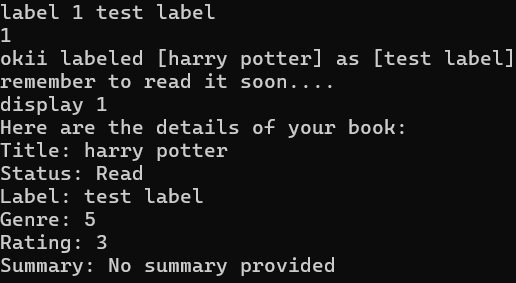 label 1 test label
1
okii labeled [harry potter] as [test label]
remember to read it soon....
display 1
Here are the details of your book:
Title: harry potter
Status: Read
Label: test label
Genre: 5
Rating: 3
Summary: No summary provided